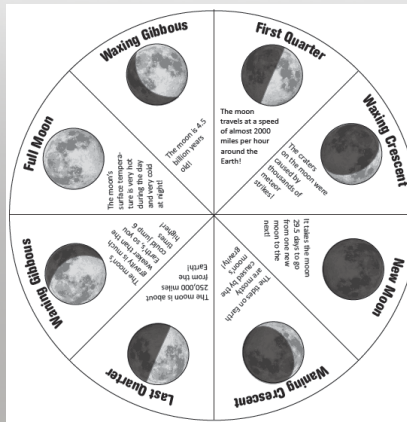 First Quarter
The moon
travels at a speed
of almost 2000
miles per hour
around the
Earth!
Waxing Crescent
The craters
on the moon were
caused by
thousands of
meteor
strikes!
New Moon
It takes the moon
29.5 days to go
from one new
moon to the
next!
Waning Crescent
The tides on Earth
are mostly
caused by the
moon's
gravity!
Last Quarter
The moon is about
250,000 miles
from the
Earth!
Waning Gibbous
The moon's
gravity is much
weaker than the
Earth's so you
could jump 6
times
higher!
Full Moon
The moon's
surface tempera-
ture is very hot
during the day
and very cold
at night!
Waxing Gibbous
The moon is 4.5
billion years
old!